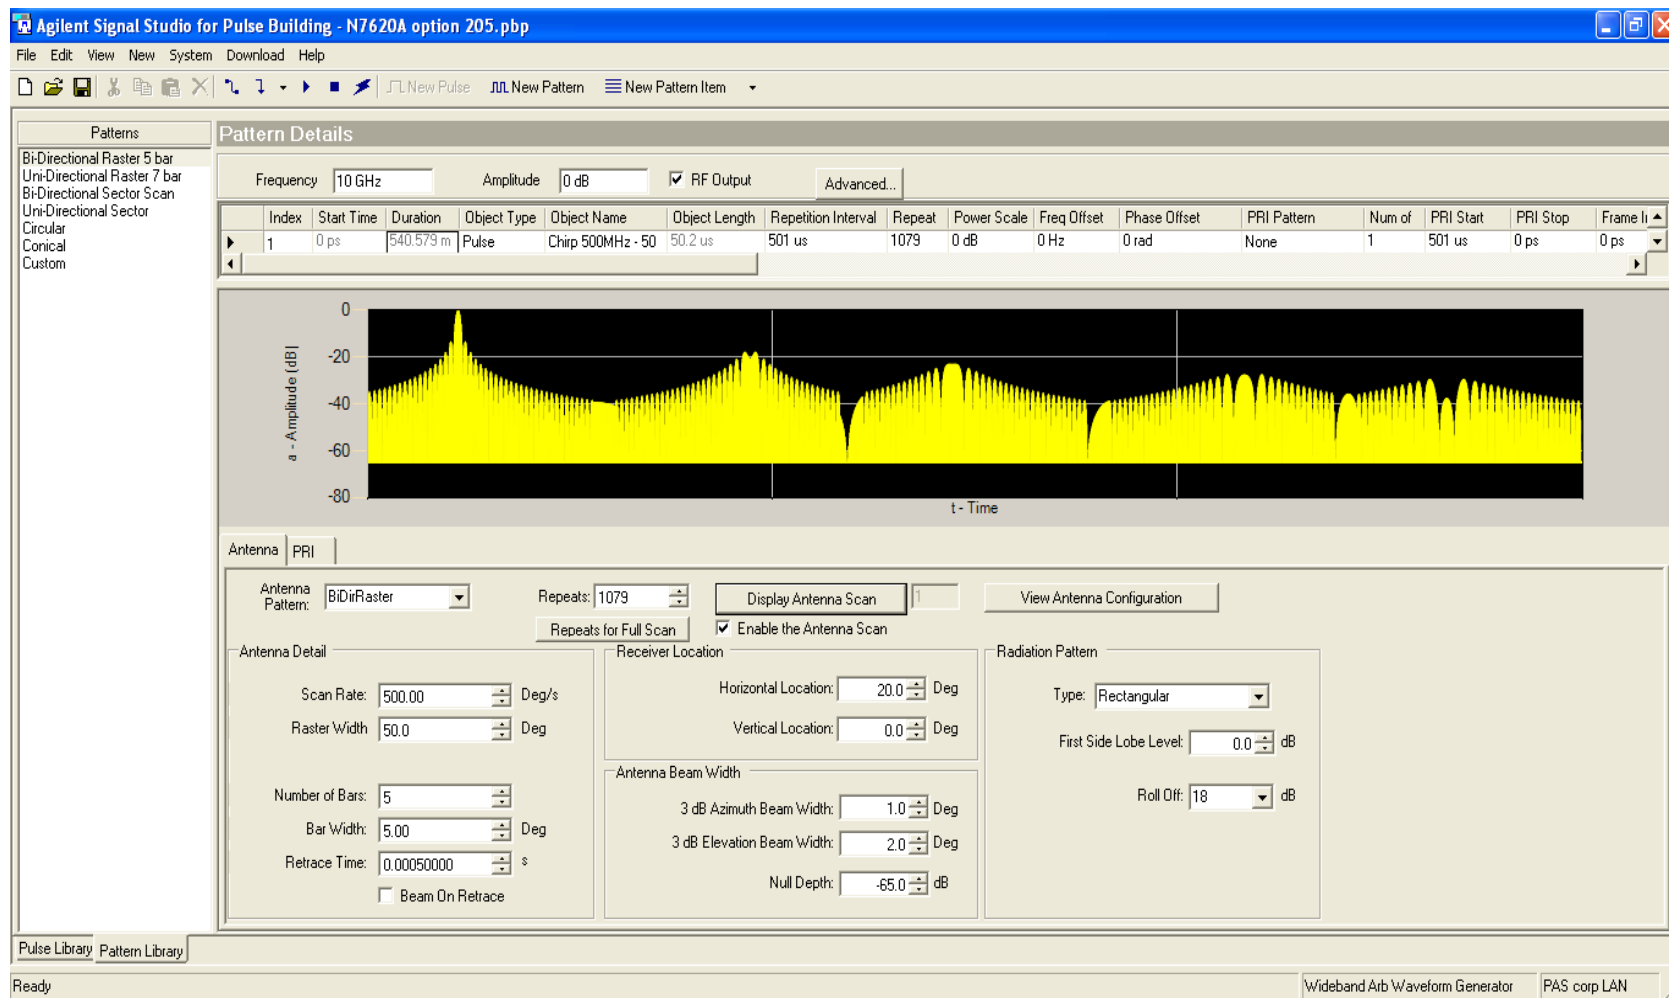 Agilent Signal Studio for Pulse Building - N7620A option 205.pbp
File Edit View New System Download Help
New Pulse New Pattern New Pattern Item
Patterns
Bi-Directional Raster 5 bar
Uni-Directional Raster 7 bar
Bi-Directional Sector Scan
Uni-Directional Sector
Circular
Conical
Custom
Pattern Details
Frequency 10 GHz Amplitude 0 dB RF Output Advanced...
Index Start Time Duration Object Type Object Name Object Length Repetition Interval Repeat Power Scale Freq Offset Phase Offset PRI Pattern Num of PRI Start PRI Stop Frame
1 0 ps 540.579 m Pulse Chirp 500MHz - 50 50.2 us 501 us 1079 0 dB 0 Hz 0 rad None 1 501 us 0 ps 0 ps
a - Amplitude [dB]
0
-20
-40
-60
-80
t - Time
Antenna PRI
Antenna Pattern: BiDirRaster Repeats: 1079 Display Antenna Scan 1 View Antenna Configuration
Repeats for Full Scan Enable the Antenna Scan
Antenna Detail
Scan Rate: 500.00 Deg/s
Raster Width 50.0 Deg
Number of Bars: 5
Bar Width: 5.00 Deg
Retrace Time: 0.00050000 s
Beam On Retrace
Receiver Location
Horizontal Location: 20.0 Deg
Vertical Location: 0.0 Deg
Antenna Beam Width
3 dB Azimuth Beam Width: 1.0 Deg
3 dB Elevation Beam Width: 2.0 Deg
Null Depth: -65.0 dB
Radiation Pattern
Type: Rectangular
First Side Lobe Level: 0.0 dB
Roll Off: 18 dB
Pulse Library Pattern Library
Ready Wideband Arb Waveform Generator PAS corp LAN